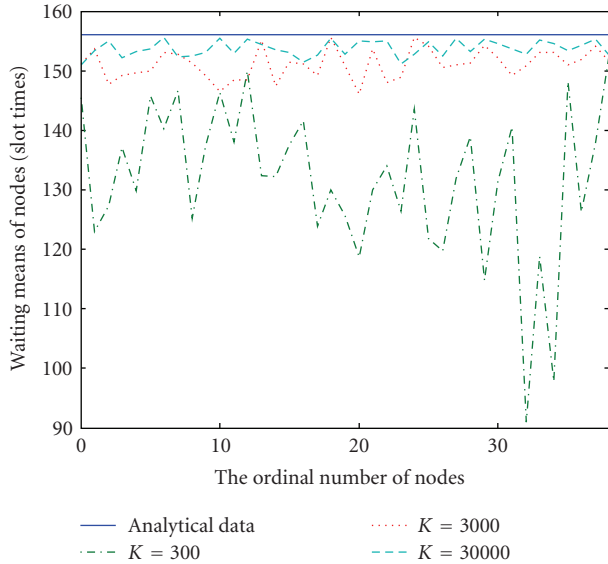 160
150
140
130
120
110
100
90
Waiting means of nodes (slot times)
0 10 20 30
The ordinal number of nodes
Analytical data
K = 300
K = 3000
K = 30000